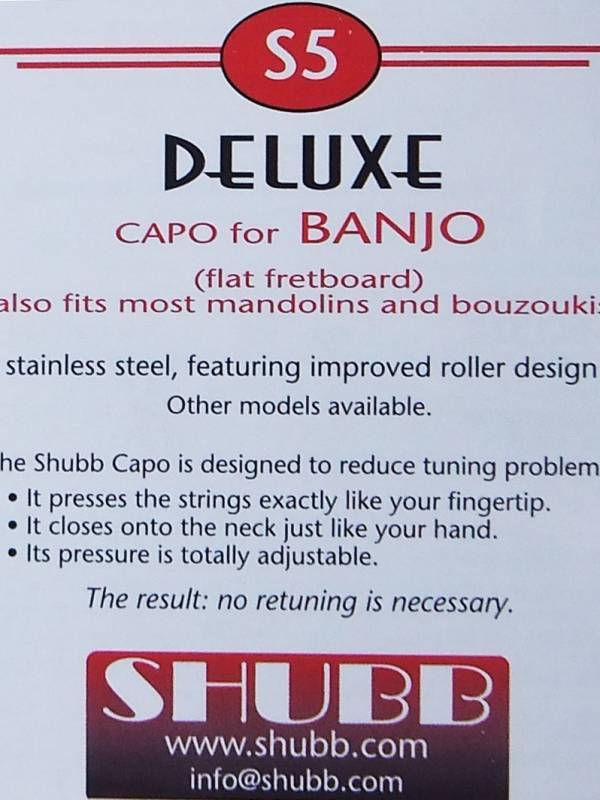 S5
DELUXE
CAPO for BANJO
(flat fretboard)
also fits most mandolins and bouzoukis
stainless steel, featuring improved roller design
Other models available.
he Shubb Capo is designed to reduce tuning problem
• It presses the strings exactly like your fingertip.
• It closes onto the neck just like your hand.
• Its pressure is totally adjustable.
The result: no retuning is necessary.
SHUBB
www.shubb.com
info@shubb.com